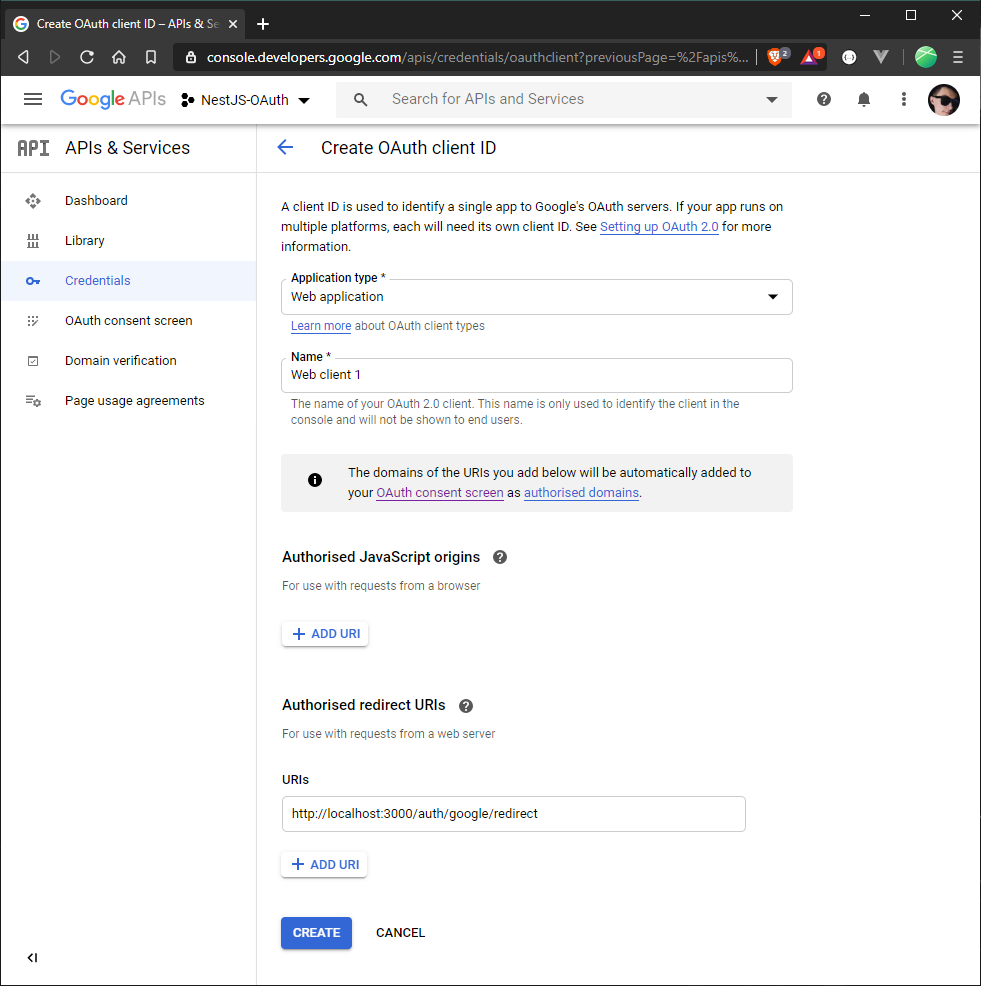 Create OAuth client ID – APIs & Se
console.developers.google.com/apis/credentials/oauthclient?previousPage=%2Fapis%...
2
1
Google APIs
NestJS-OAuth
Search for APIs and Services
API APIs & Services
Create OAuth client ID
Dashboard
Library
Credentials
OAuth consent screen
Domain verification
Page usage agreements
A client ID is used to identify a single app to Google's OAuth servers. If your app runs on
multiple platforms, each will need its own client ID. See Setting up OAuth 2.0 for more
information.
Application type *
Web application
Learn more about OAuth client types
Name *
Web client 1
The name of your OAuth 2.0 client. This name is only used to identify the client in the
console and will not be shown to end users.
The domains of the URIs you add below will be automatically added to
your OAuth consent screen as authorised domains.
Authorised JavaScript origins
For use with requests from a browser
+ ADD URI
Authorised redirect URIs
For use with requests from a web server
URIs
http://localhost:3000/auth/google/redirect
+ ADD URI
CREATE
CANCEL